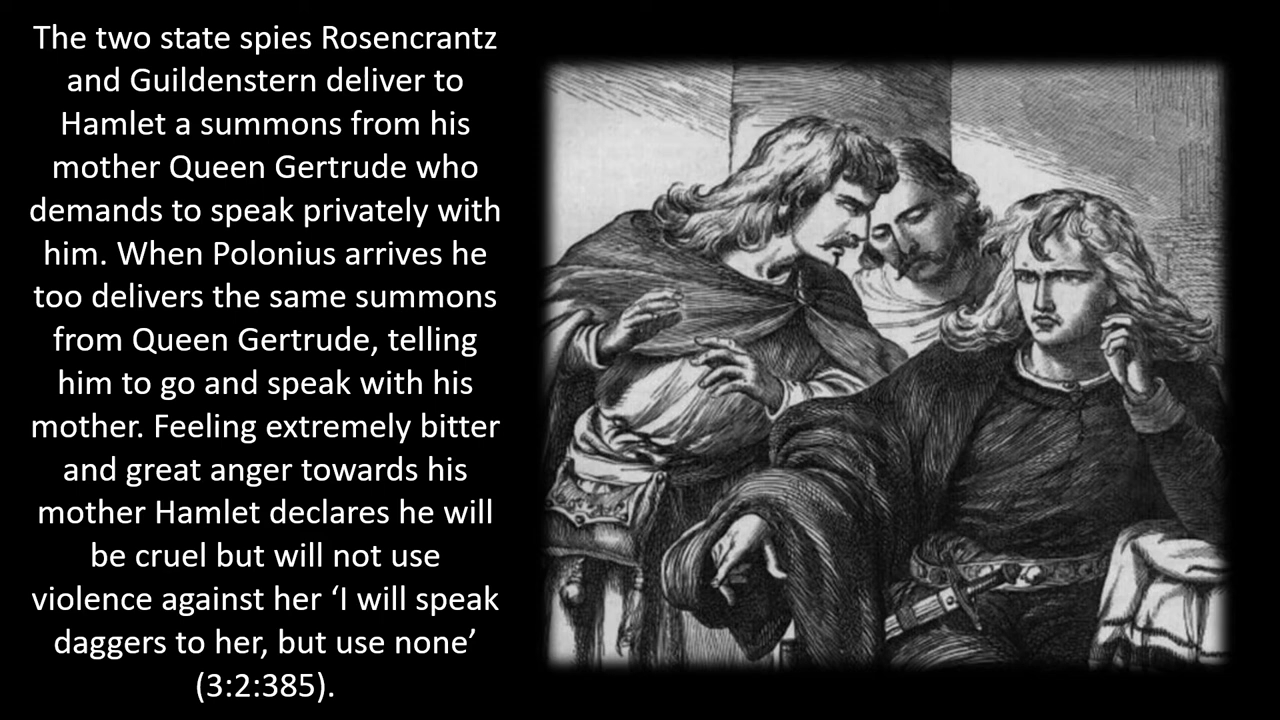 The two state spies Rosencrantz
and Guildenstern deliver to
Hamlet a summons from his
mother Queen Gertrude who
demands to speak privately with
him. When Polonius arrives he
too delivers the same summons
from Queen Gertrude, telling
him to go and speak with his
mother. Feeling extremely bitter
and great anger towards his
mother Hamlet declares he will
be cruel but will not use
violence against her ‘I will speak
daggers to her, but use none’
(3:2:385).